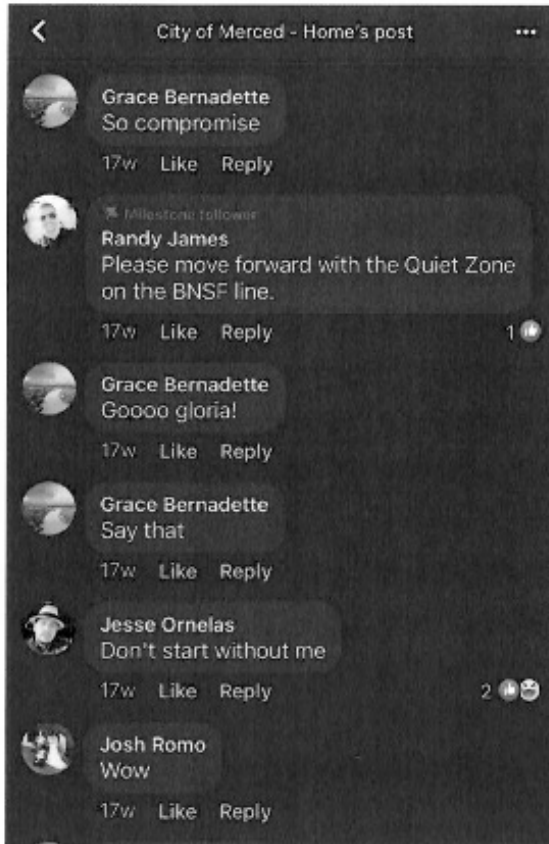 City of Merced - Home's post
Grace Bernadette
So compromise
17w Like Reply
Milestone follower
Randy James
Please move forward with the Quiet Zone
on the BNSF line.
17w Like Reply 1
Grace Bernadette
Goooo gloria!
17w Like Reply
Grace Bernadette
Say that
17w Like Reply
Jesse Ornelas
Don't start without me
17w Like Reply 2
Josh Romo
Wow
17w Like Reply